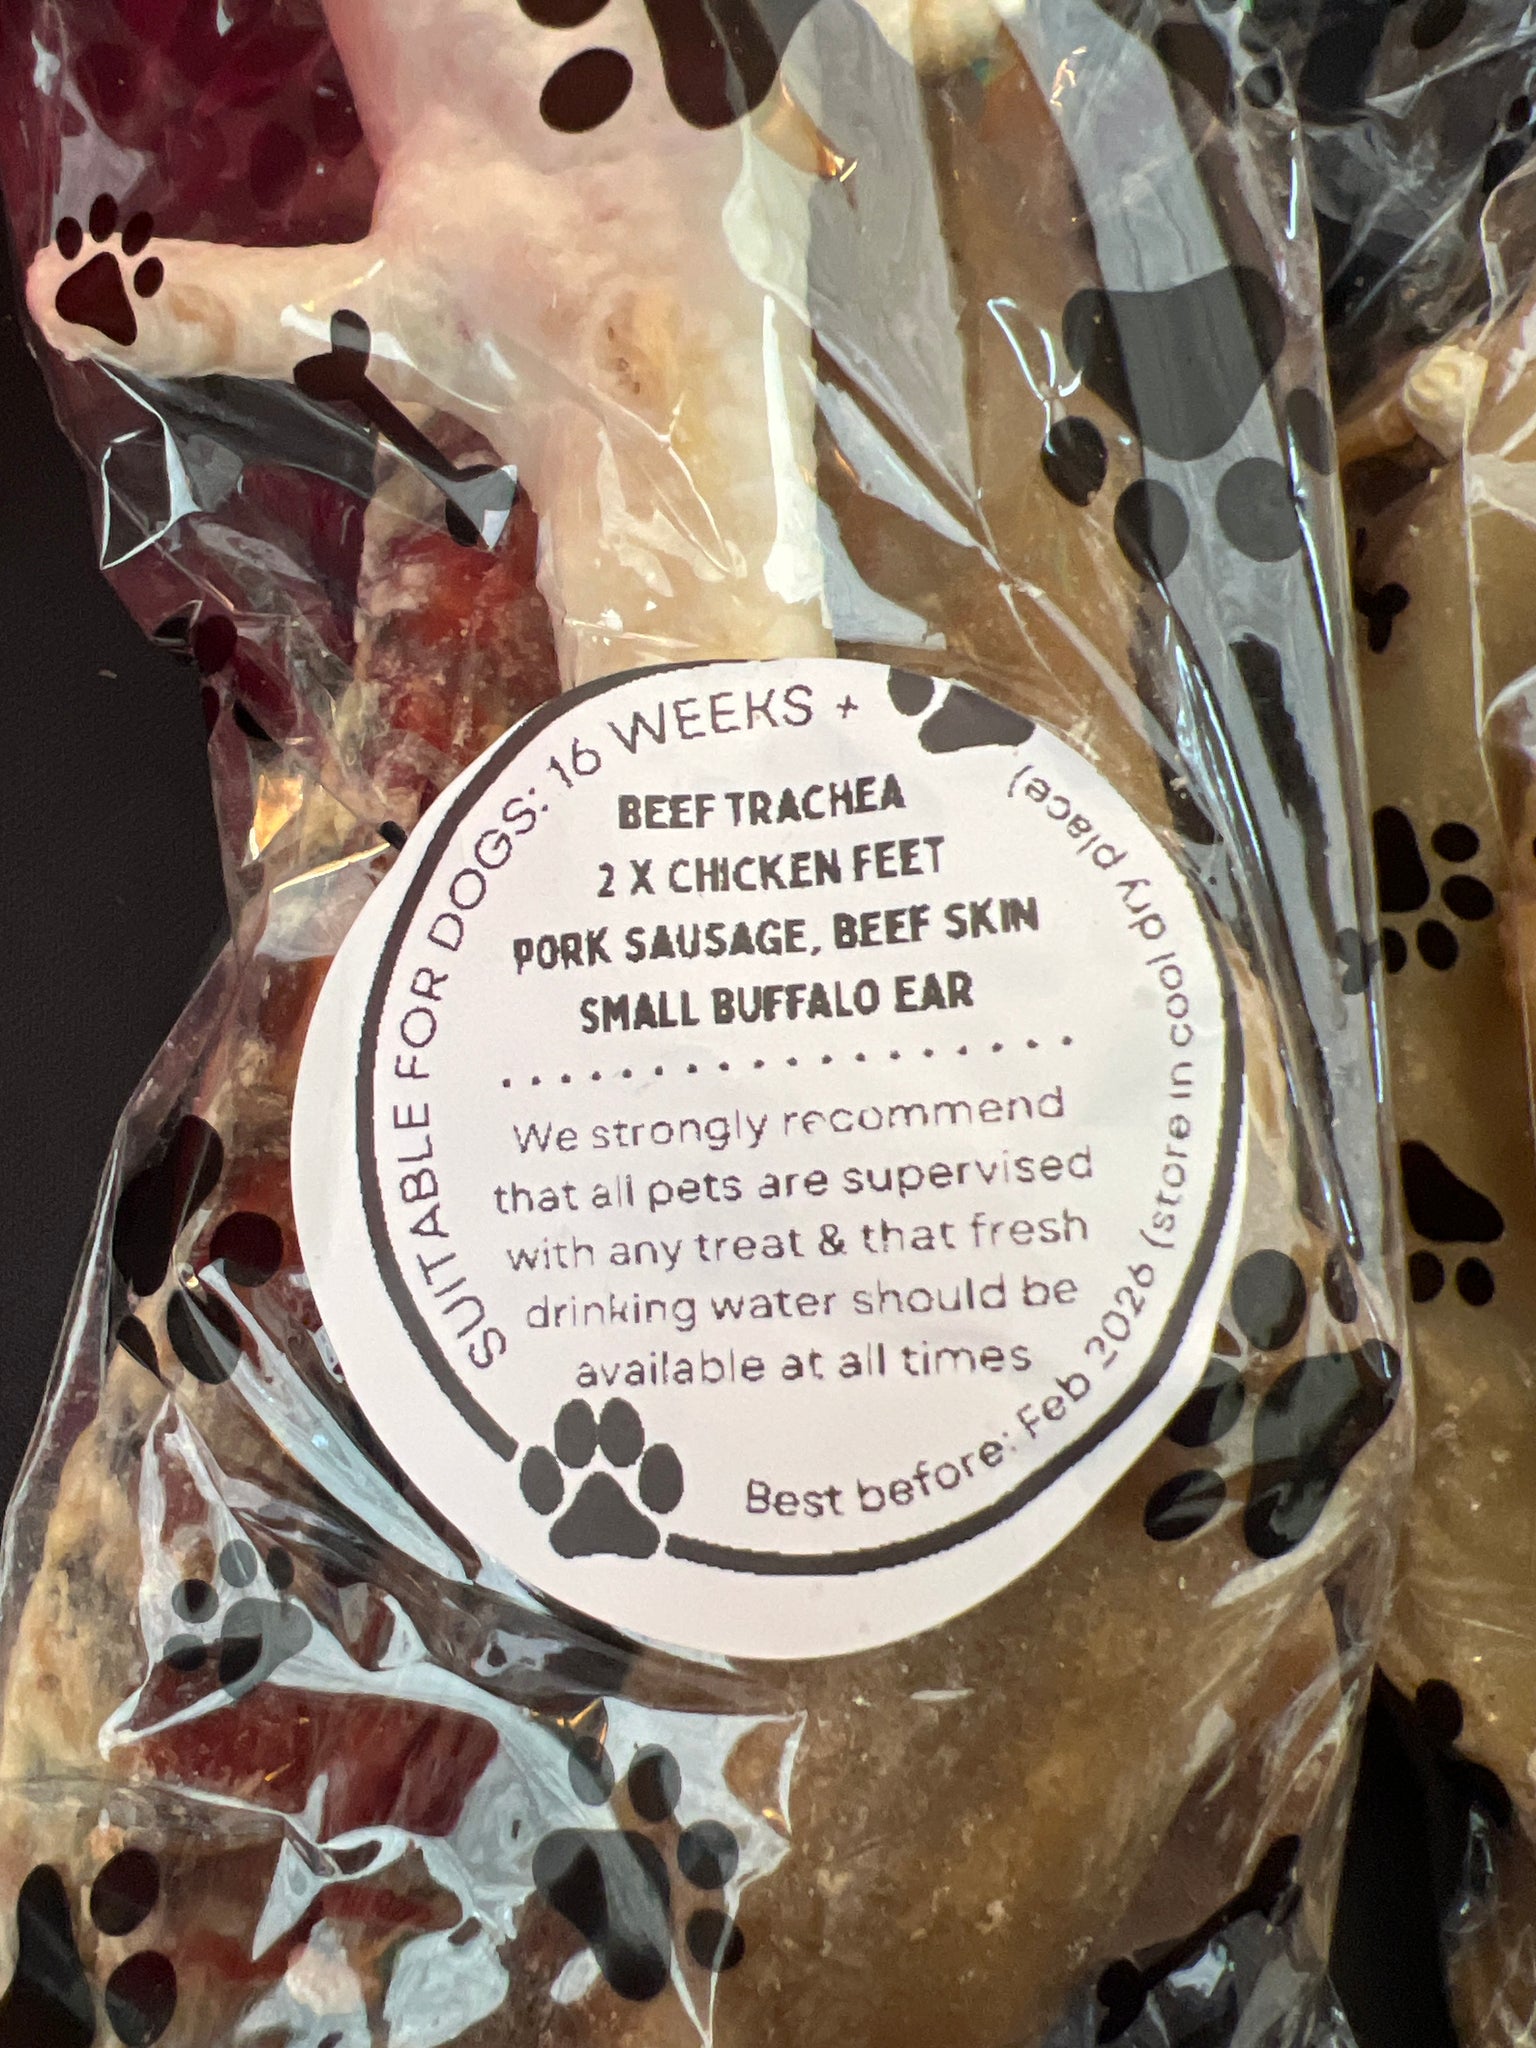 SUITABLE FOR DOGS: 16 WEEKS +
BEEF TRACHEA
2 X CHICKEN FEET
PORK SAUSAGE, BEEF SKIN
SMALL BUFFALO EAR
We strongly recommend
that all pets are supervised
with any treat & that fresh
drinking water should be
available at all times
Best before: Feb 2026 (store in cool dry place)